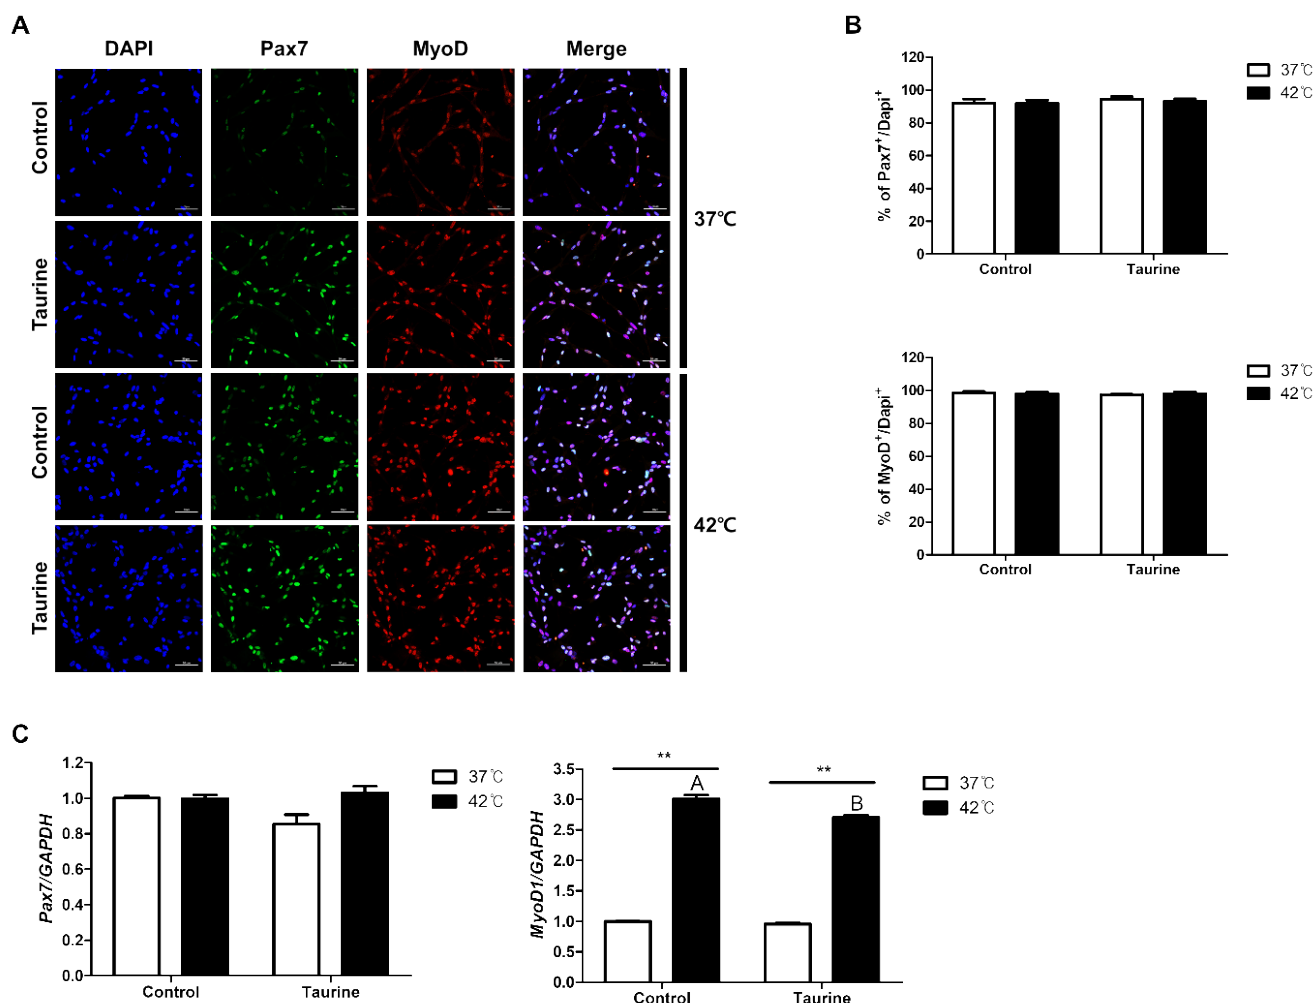 A
DAPI Pax7 MyoD Merge
Control
Taurine
37℃
Control
Taurine
42℃
B
% of Pax7⁺/Dapi⁺
120
100
80
60
40
20
0
Control Taurine
37℃
42℃
% of MyoD⁺/Dapi⁺
120
100
80
60
40
20
0
Control Taurine
37℃
42℃
C
Pax7/GAPDH
1.2
1.0
0.8
0.6
0.4
0.2
0.0
Control Taurine
37℃
42℃
MyoD1/GAPDH
3.5
3.0
2.5
2.0
1.5
1.0
0.5
0.0
** **
A B
Control Taurine
37℃
42℃